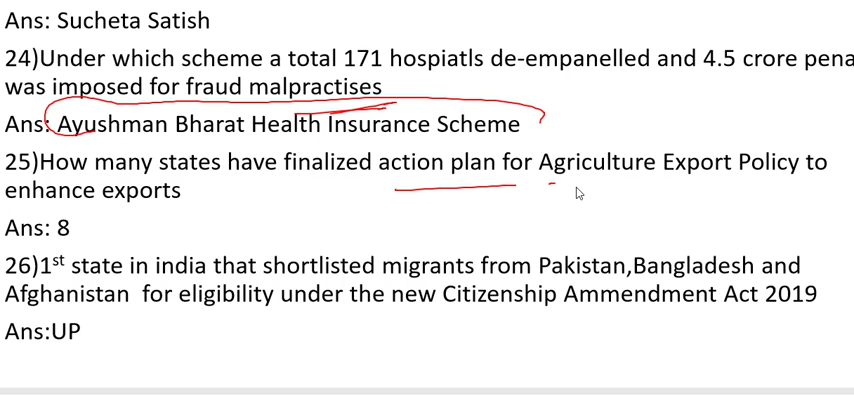 Ans: Sucheta Satish
24)Under which scheme a total 171 hospiatls de-empanelled and 4.5 crore pena
was imposed for fraud malpractises
Ans: Ayushman Bharat Health Insurance Scheme
25)How many states have finalized action plan for Agriculture Export Policy to
enhance exports
Ans: 8
26)1st state in india that shortlisted migrants from Pakistan,Bangladesh and
Afghanistan for eligibility under the new Citizenship Ammendment Act 2019
Ans:UP